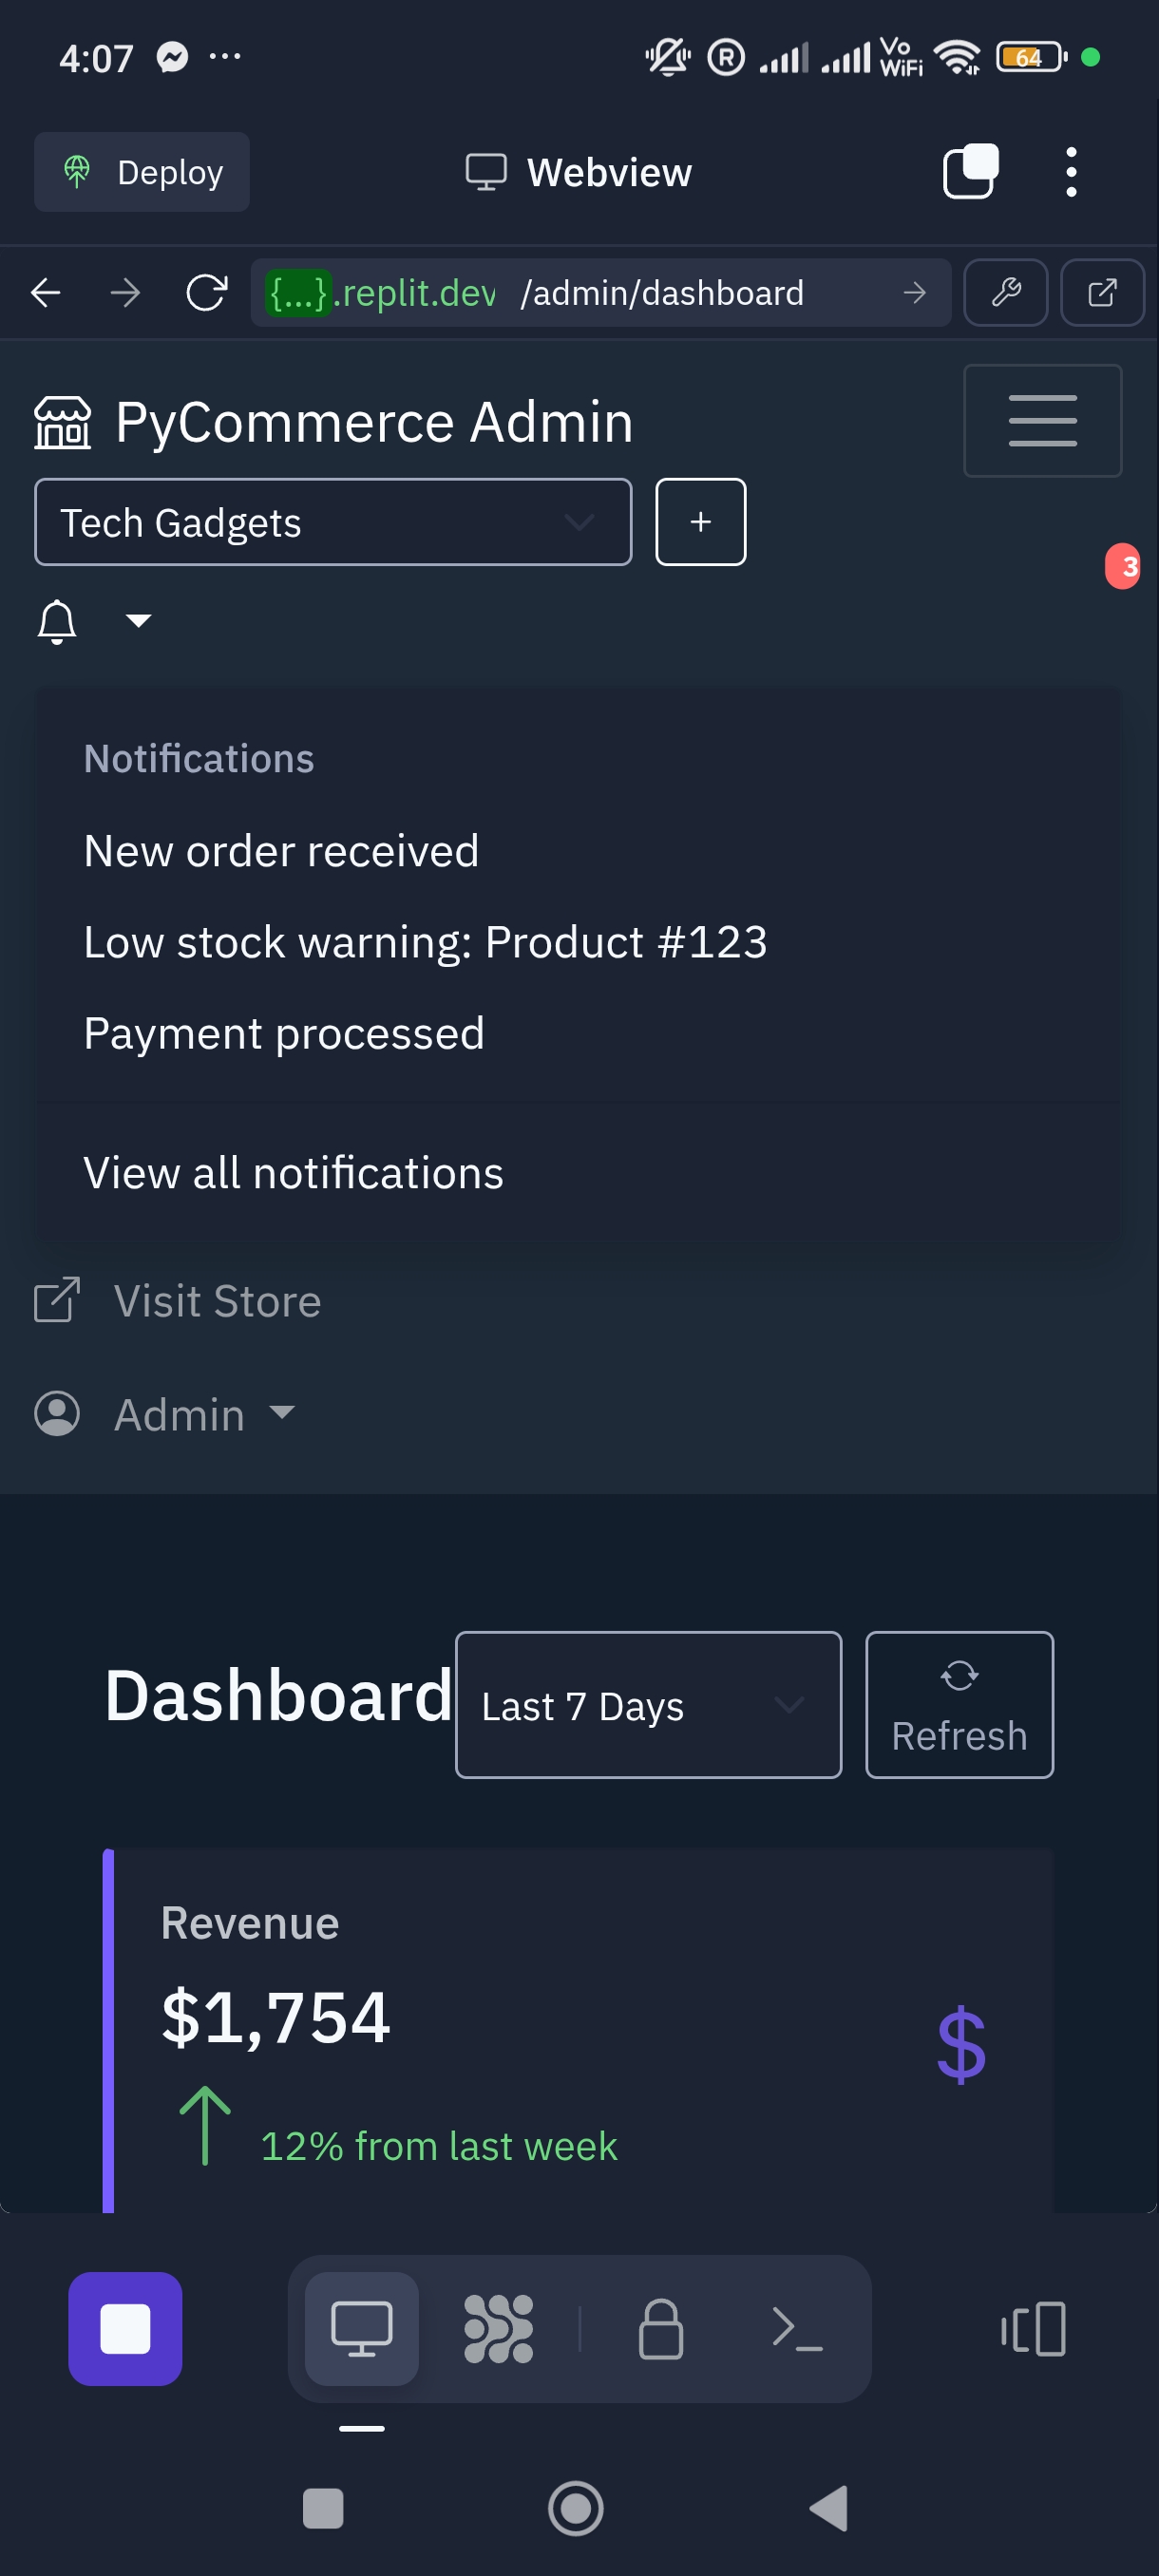 4:07
R
Vo
WiFi
64
Deploy
Webview
{...}.replit.dev /admin/dashboard
PyCommerce Admin
Tech Gadgets
+
3
Notifications
New order received
Low stock warning: Product #123
Payment processed
View all notifications
Visit Store
Admin
Dashboard
Last 7 Days
Refresh
Revenue
$1,754
$
12% from last week